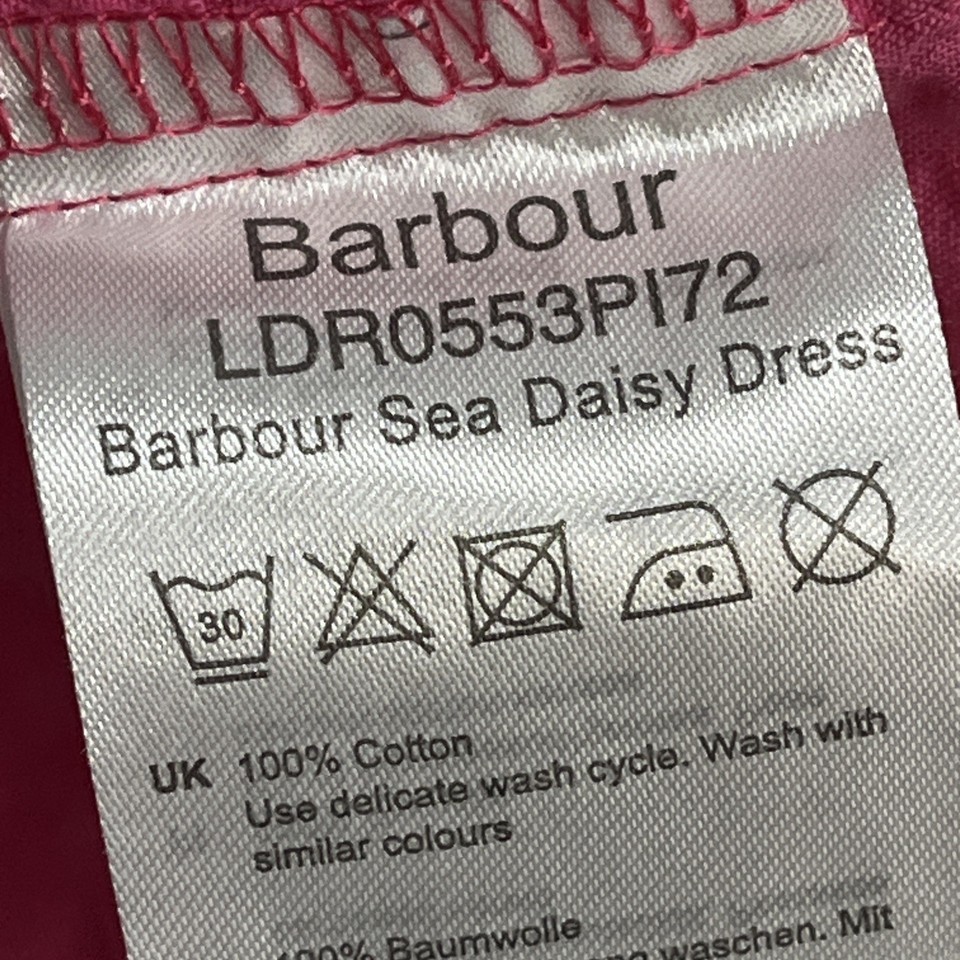 Barbour
LDR0553PI72
Barbour Sea Daisy Dress
30
UK 100% Cotton
Use delicate wash cycle. Wash with
similar colours
100% Baumwolle
waschen. Mit